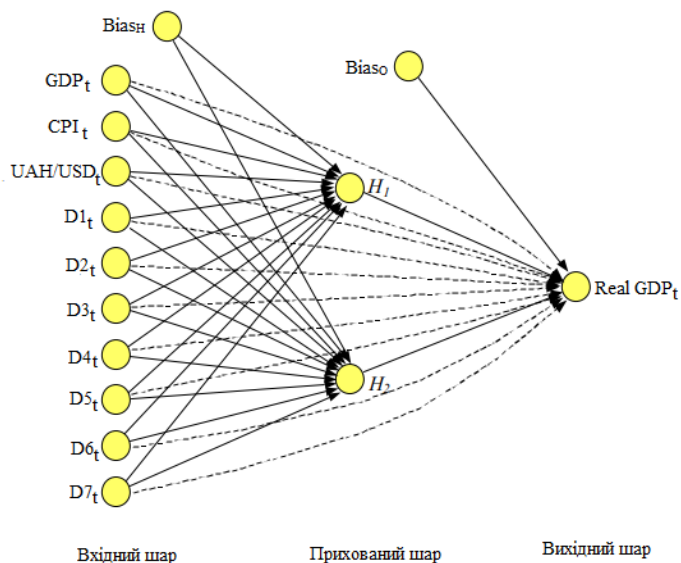 Bias_H
Bias_O
GDP_t
CPI_t
UAH/USD_t
D1_t
D2_t
D3_t
D4_t
D5_t
D6_t
D7_t
H_1
H_2
Real GDP_t
Вхідний шар
Прихований шар
Вихідний шар